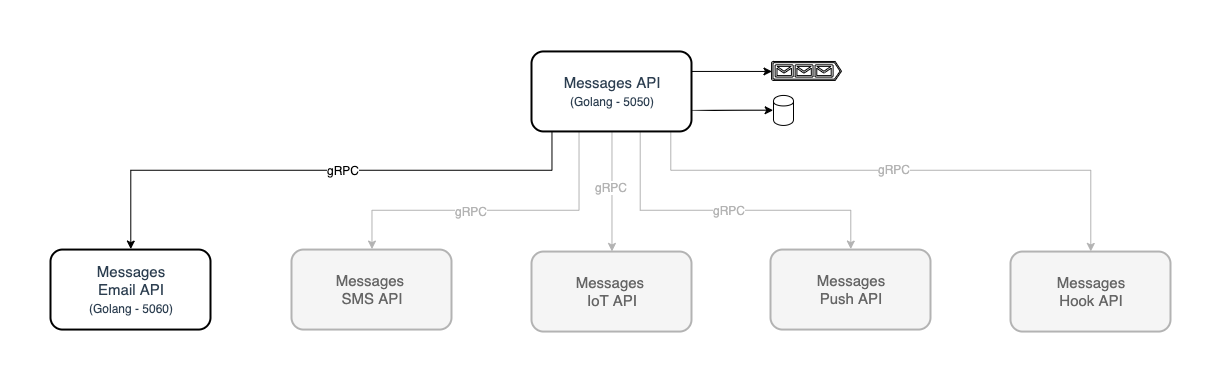 Messages API
(Golang - 5050)
gRPC
gRPC
gRPC
gRPC
gRPC
Messages
Email API
(Golang - 5060)
Messages
SMS API
Messages
IoT API
Messages
Push API
Messages
Hook API